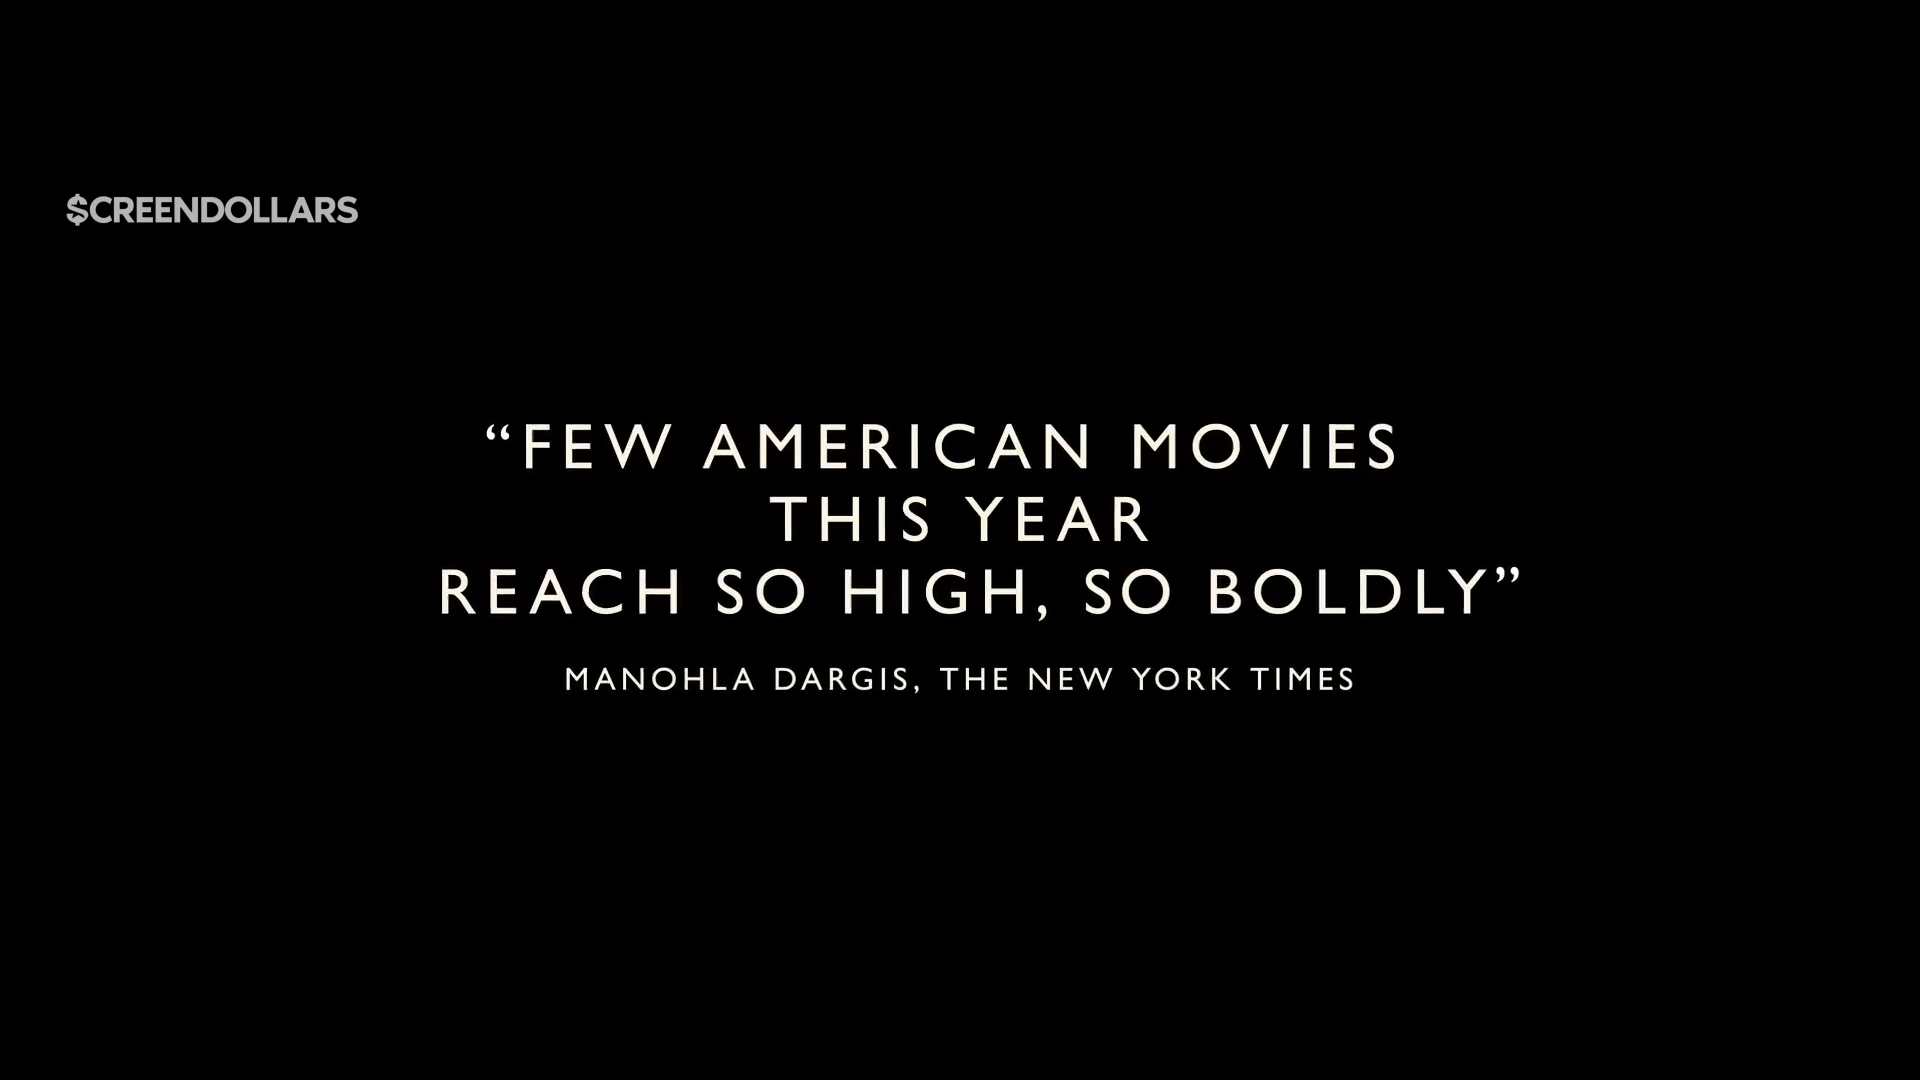 $CREENDOLLARS
“FEW AMERICAN MOVIES
THIS YEAR
REACH SO HIGH, SO BOLDLY”
MANOHLA DARGIS, THE NEW YORK TIMES